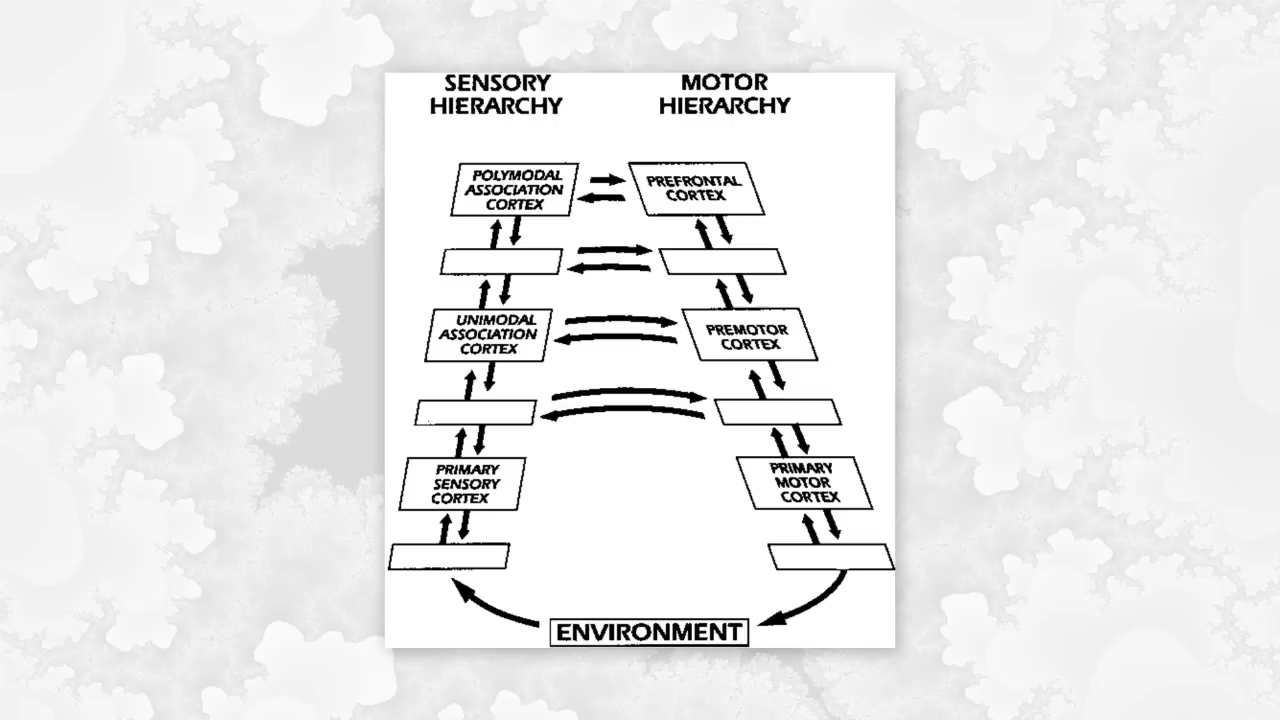 SENSORY
HIERARCHY
MOTOR
HIERARCHY
POLYMODAL
ASSOCIATION
CORTEX
PREFRONTAL
CORTEX
UNIMODAL
ASSOCIATION
CORTEX
PREMOTOR
CORTEX
PRIMARY
SENSORY
CORTEX
PRIMARY
MOTOR
CORTEX
ENVIRONMENT